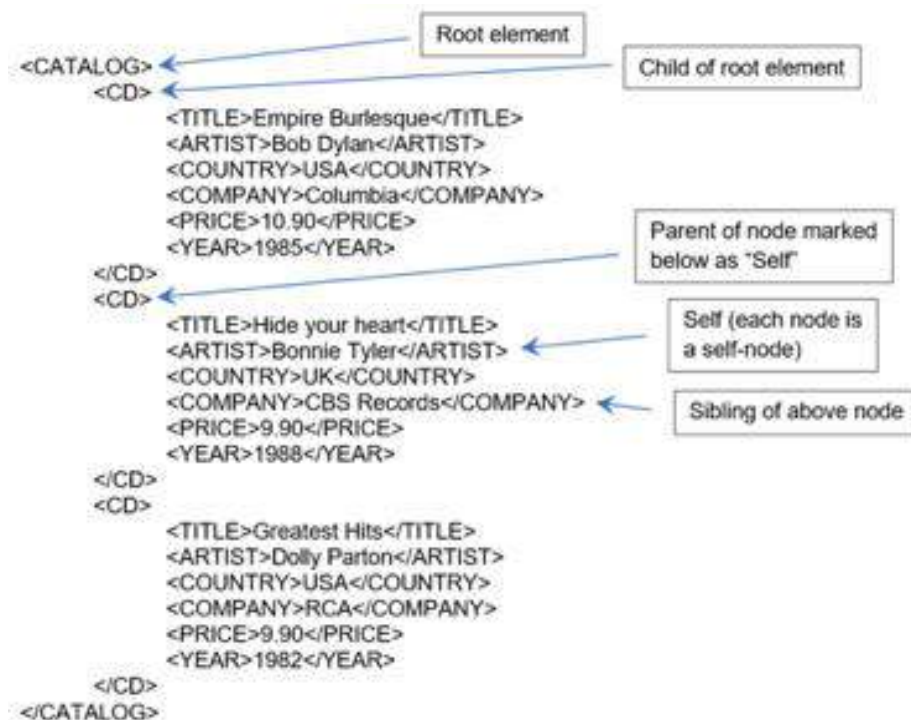 Root element
<CATALOG>
Child of root element
<CD>
<TITLE>Empire Burlesque</TITLE>
<ARTIST>Bob Dylan</ARTIST>
<COUNTRY>USA</COUNTRY>
<COMPANY>Columbia</COMPANY>
<PRICE>10.90</PRICE>
<YEAR>1985</YEAR>
Parent of node marked
below as "Self"
</CD>
<CD>
<TITLE>Hide your heart</TITLE>
<ARTIST>Bonnie Tyler</ARTIST>
Self (each node is
a self-node)
<COUNTRY>UK</COUNTRY>
<COMPANY>CBS Records</COMPANY>
Sibling of above node
<PRICE>9.90</PRICE>
<YEAR>1988</YEAR>
</CD>
<CD>
<TITLE>Greatest Hits</TITLE>
<ARTIST>Dolly Parton</ARTIST>
<COUNTRY>USA</COUNTRY>
<COMPANY>RCA</COMPANY>
<PRICE>9.90</PRICE>
<YEAR>1982</YEAR>
</CD>
</CATALOG>